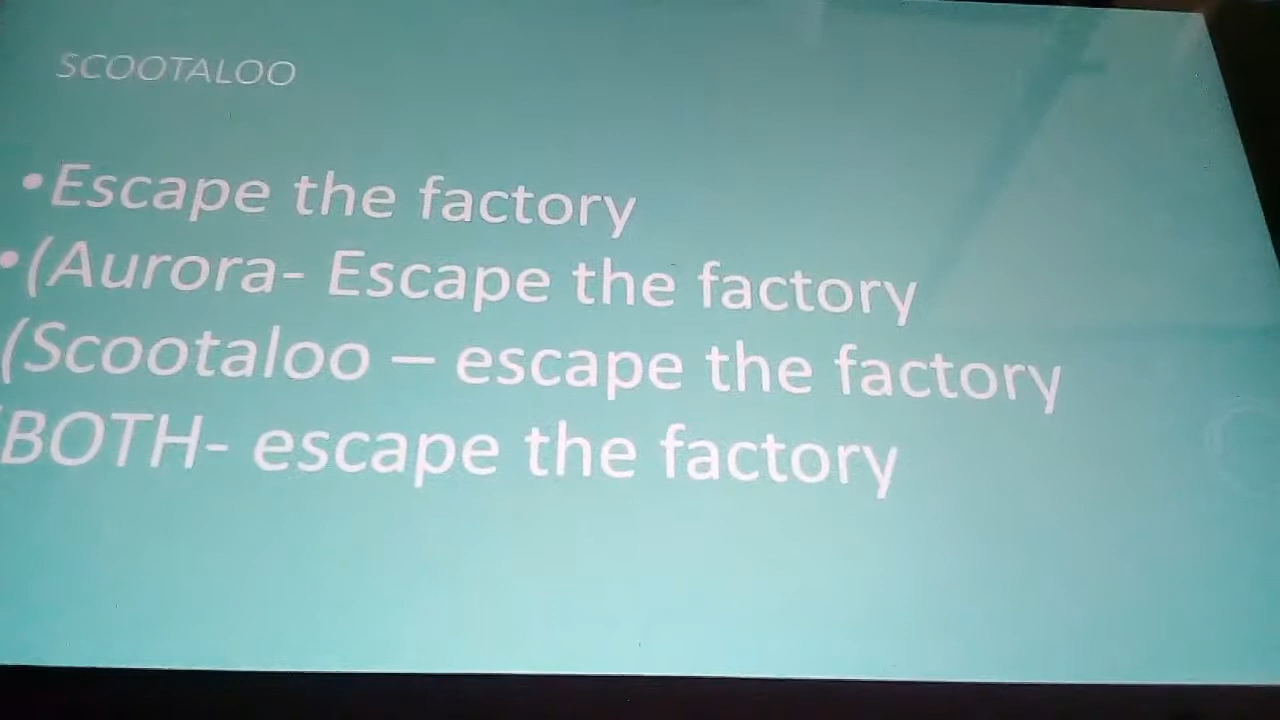 SCOOTALOO
•Escape the factory
•(Aurora- Escape the factory
(Scootaloo – escape the factory
(BOTH- escape the factory